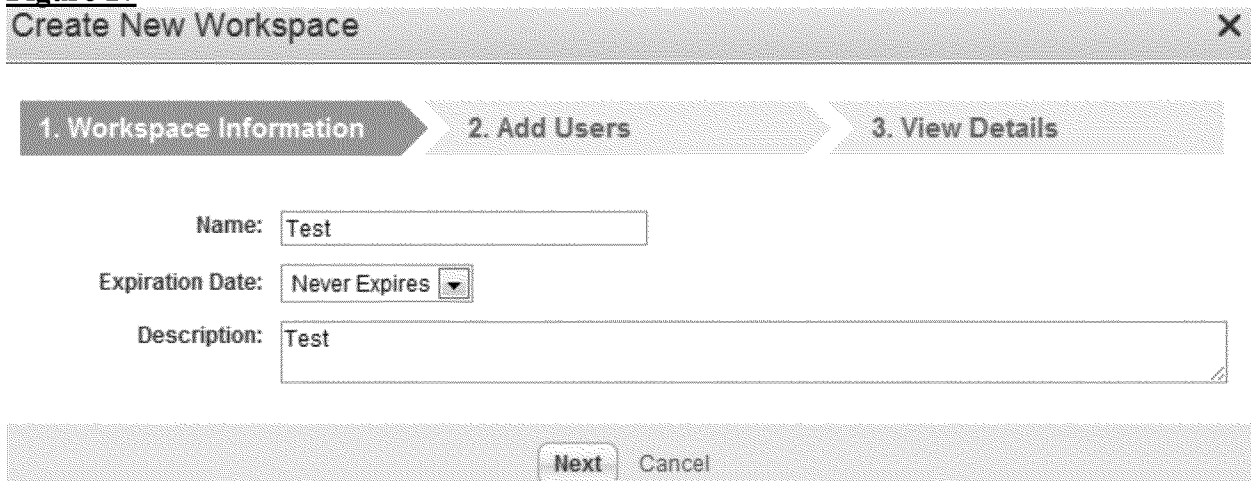 Create New Workspace
1. Workspace Information 2. Add Users 3. View Details
Name: Test
Expiration Date: Never Expires
Description: Test
Next Cancel